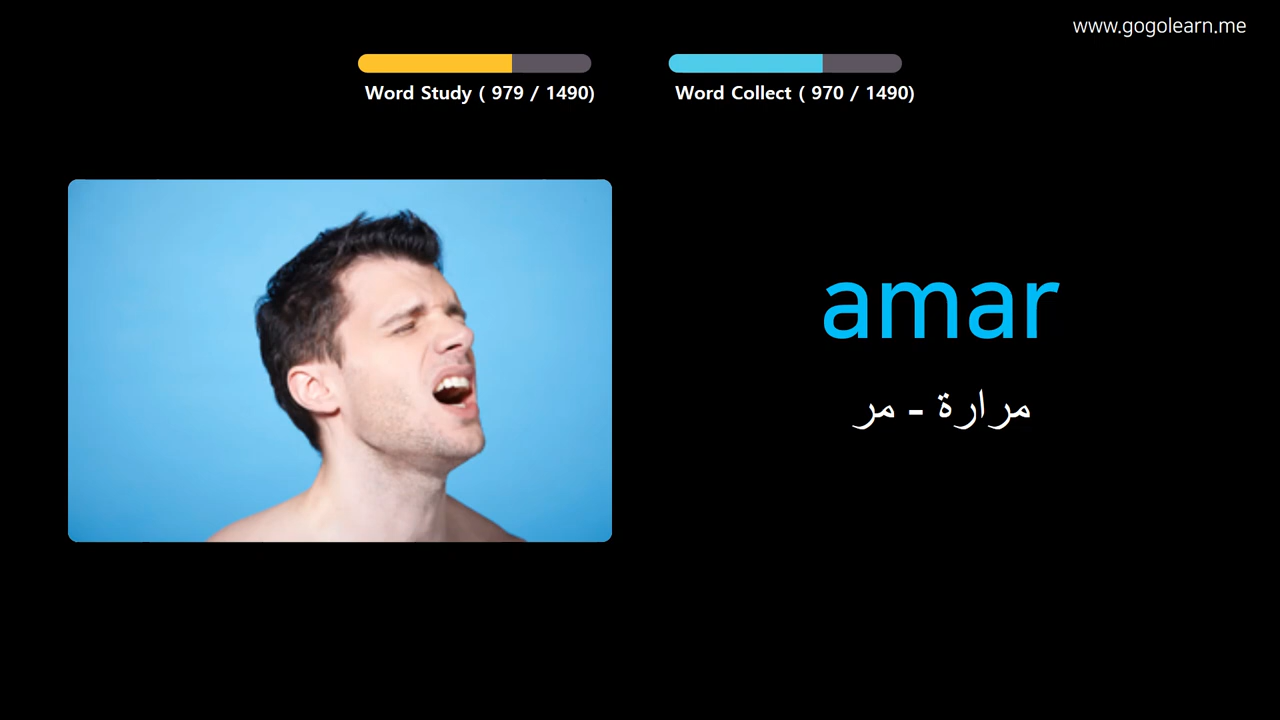 www.gogolearn.me
Word Study ( 979 / 1490)
Word Collect ( 970 / 1490)
amar
مرارة - مر